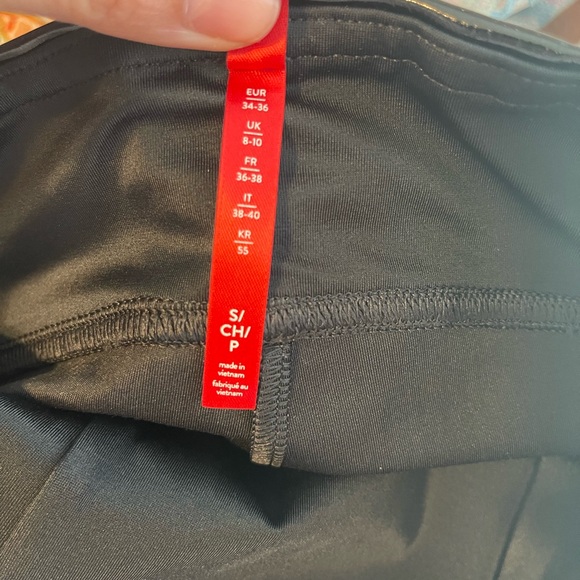 EUR
34-36
UK
8-10
FR
36-38
IT
38-40
KR
55
S/
CH/
P
made in
vietnam
fabriqué au
vietnam